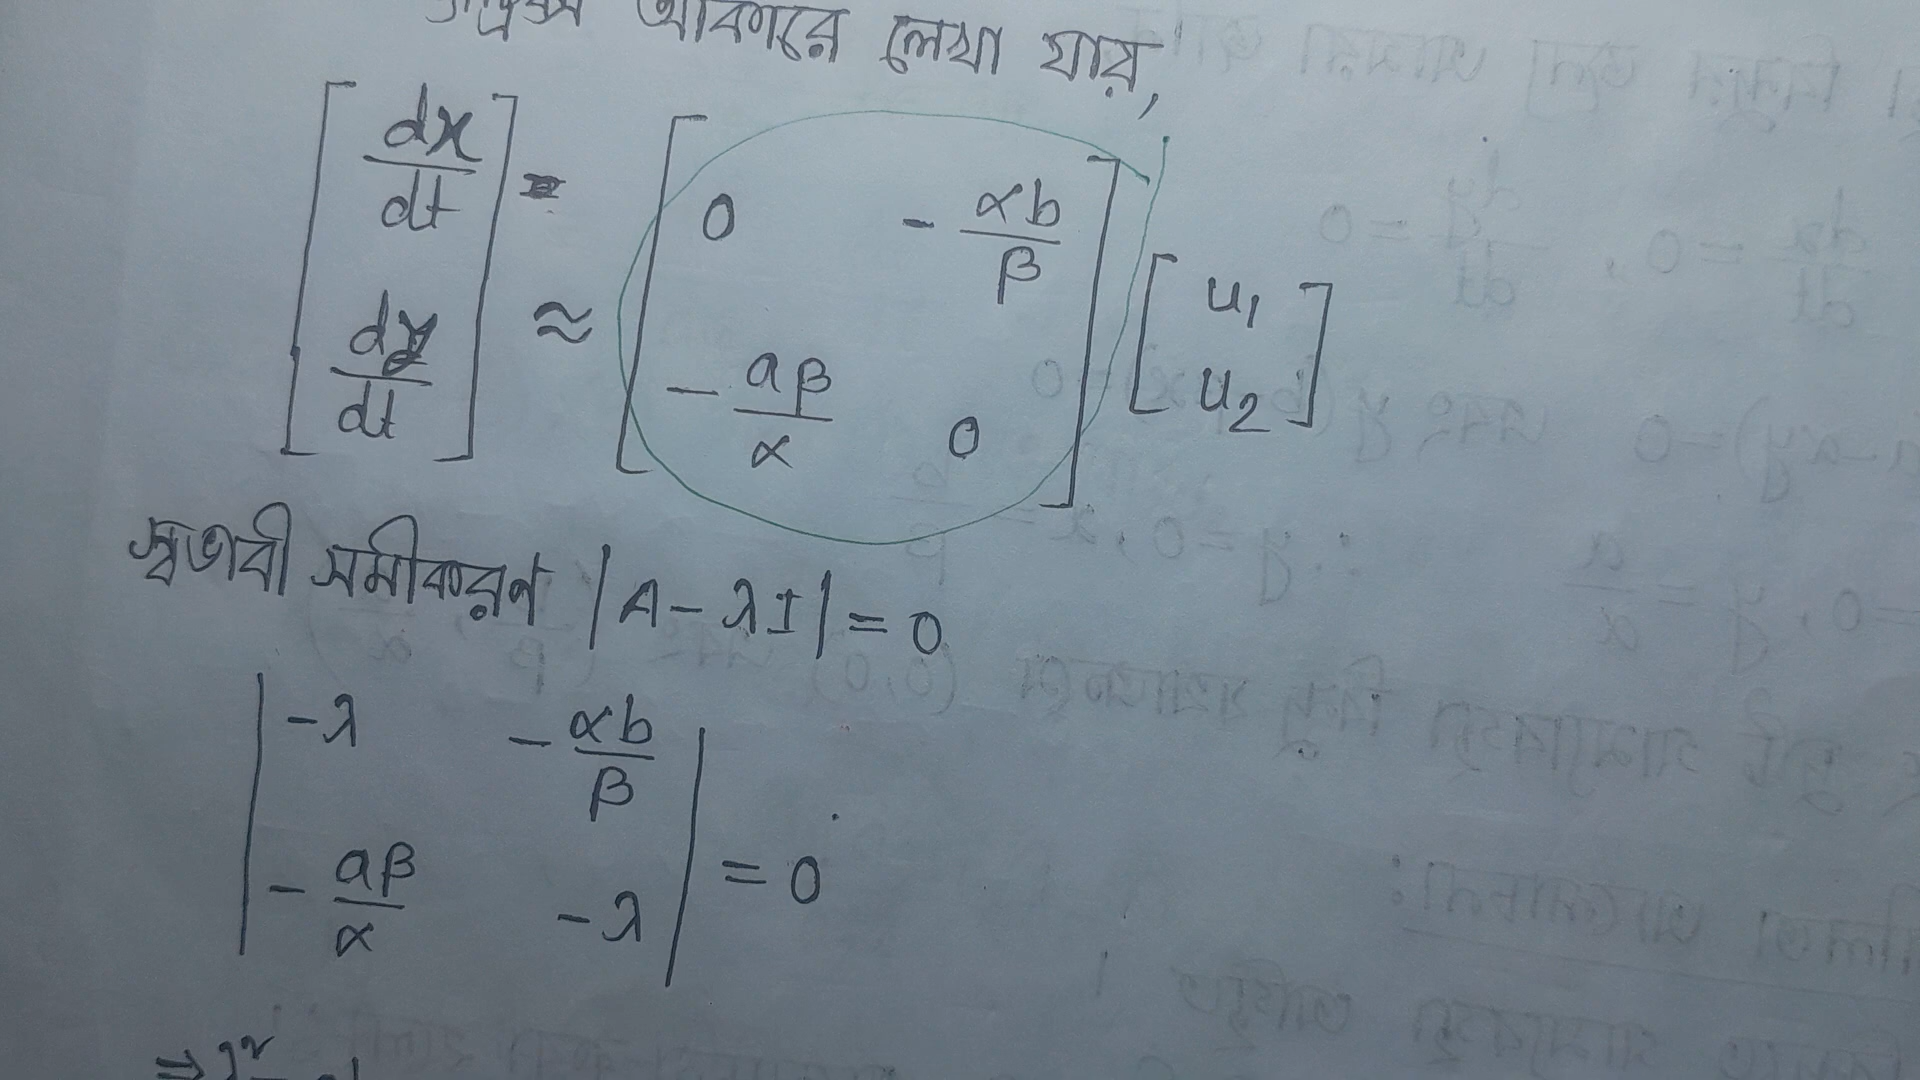 আকারে লেখা যায়,
[ dx/dt ; dy/dt ] = ≈ [ 0  - αb/β ; - aβ/α  0 ] [ u₁ ; u₂ ]
স্বভাবী সমীকরণ |A - λI| = 0
| -λ  - αb/β ; - aβ/α  -λ | = 0
⇒ λ²